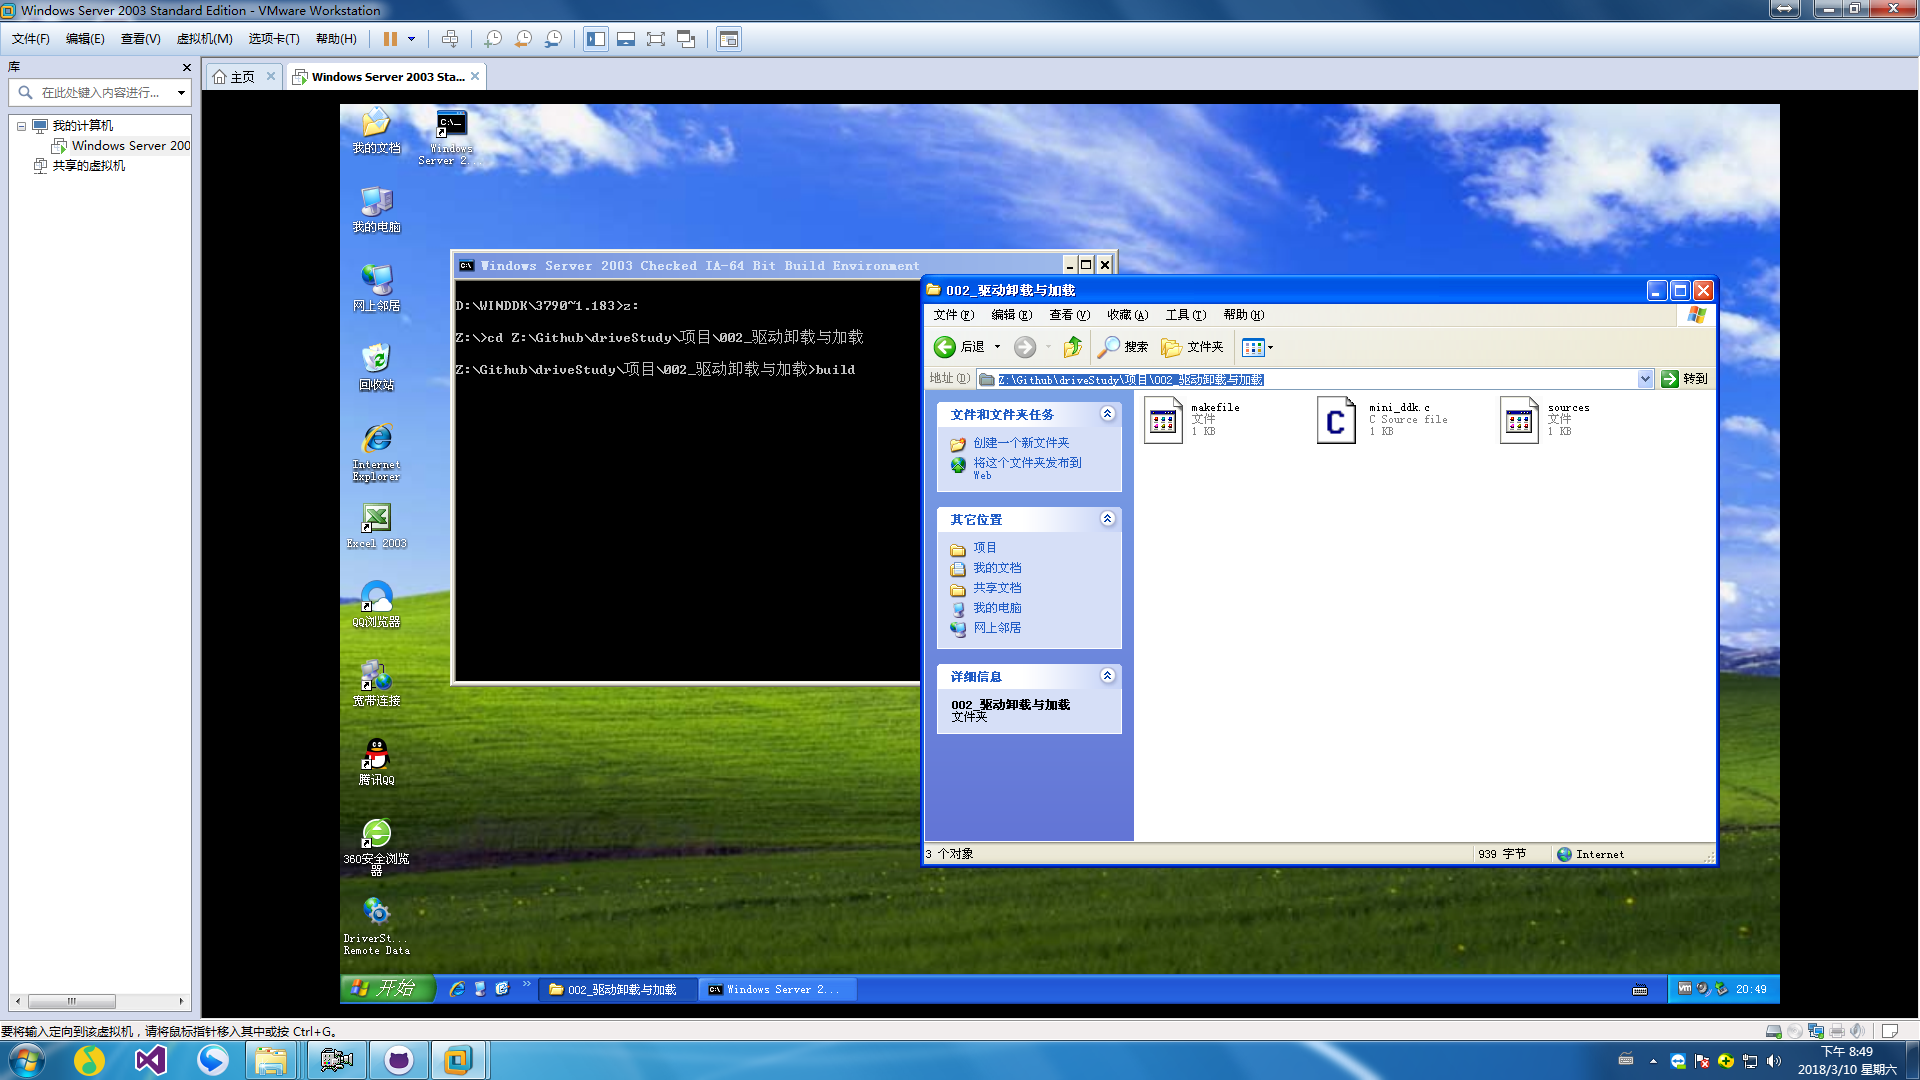 Windows Server 2003 Standard Edition - VMware Workstation
文件(F) 编辑(E) 查看(V) 虚拟机(M) 选项卡(T) 帮助(H)
库
在此处键入内容进行...
我的计算机
Windows Server 200
共享的虚拟机
主页
Windows Server 2003 Sta...
我的文档
Windows
Server 2...
我的电脑
网上邻居
回收站
Internet
Explorer
Excel 2003
QQ浏览器
宽带连接
腾讯QQ
360安全浏览
器
DriverSt...
Remote Data
Windows Server 2003 Checked IA-64 Bit Build Environment
D:\WINDDK\3790~1.183>z:
Z:\>cd Z:\Github\driveStudy\项目\002_驱动卸载与加载
Z:\Github\driveStudy\项目\002_驱动卸载与加载>build
002_驱动卸载与加载
文件(F) 编辑(E) 查看(V) 收藏(A) 工具(T) 帮助(H)
后退 搜索 文件夹
地址(D) Z:\Github\driveStudy\项目\002_驱动卸载与加载 转到
文件和文件夹任务
创建一个新文件夹
将这个文件夹发布到
Web
其它位置
项目
我的文档
共享文档
我的电脑
网上邻居
详细信息
002_驱动卸载与加载
文件夹
makefile
文件
1 KB
mini_ddk.c
C Source file
1 KB
sources
文件
1 KB
3 个对象
939 字节
Internet
开始
002_驱动卸载与加载
Windows Server 2...
20:49
要将输入定向到该虚拟机，请将鼠标指针移入其中或按 Ctrl+G。
下午 8:49
2018/3/10 星期六